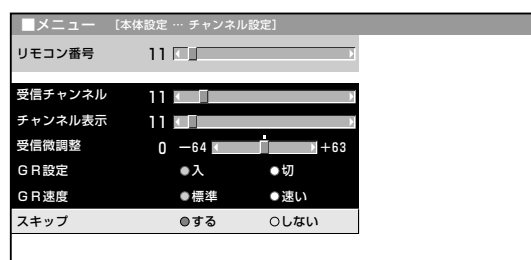 ■メニュー [本体設定 … チャンネル設定]
リモコン番号 11
受信チャンネル 11
チャンネル表示 11
受信微調整 0 −64 +63
GR設定 ●入 ●切
GR速度 ●標準 ●速い
スキップ ●する ○しない